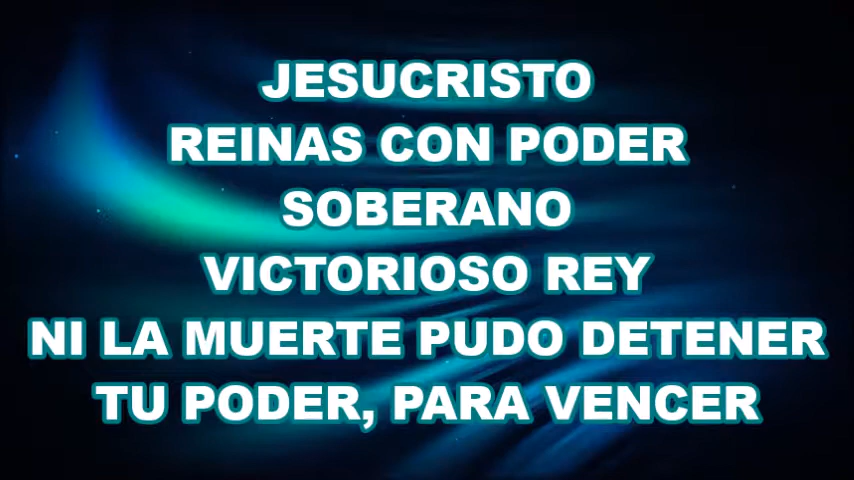 JESUCRISTO
REINAS CON PODER
SOBERANO
VICTORIOSO REY
NI LA MUERTE PUDO DETENER
TU PODER, PARA VENCER